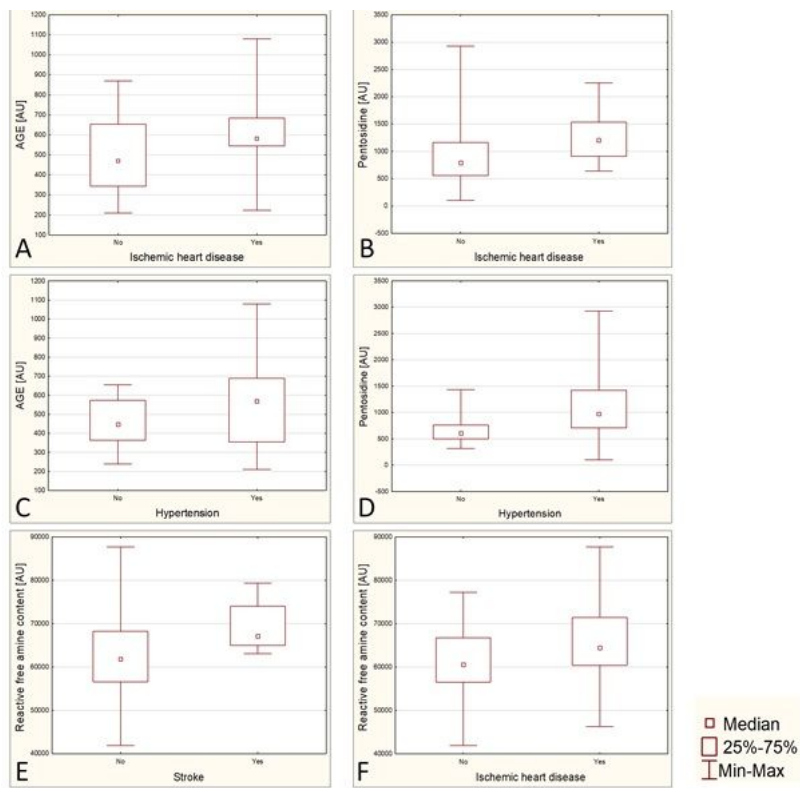 1200
1100
1000
900
800
700
600
500
400
300
200
100
AGE [AU]
No
Yes
A
Ischemic heart disease
3500
3000
2500
2000
1500
1000
500
0
-500
Pentosidine [AU]
No
Yes
B
Ischemic heart disease
1200
1100
1000
900
800
700
600
500
400
300
200
100
AGE [AU]
No
Yes
C
Hypertension
3500
3000
2500
2000
1500
1000
500
0
-500
Pentosidine [AU]
No
Yes
D
Hypertension
90000
80000
70000
60000
50000
40000
Reactive free amine content [AU]
No
Yes
E
Stroke
90000
80000
70000
60000
50000
40000
Reactive free amine content [AU]
No
Yes
F
Ischemic heart disease
Median
25%-75%
Min-Max